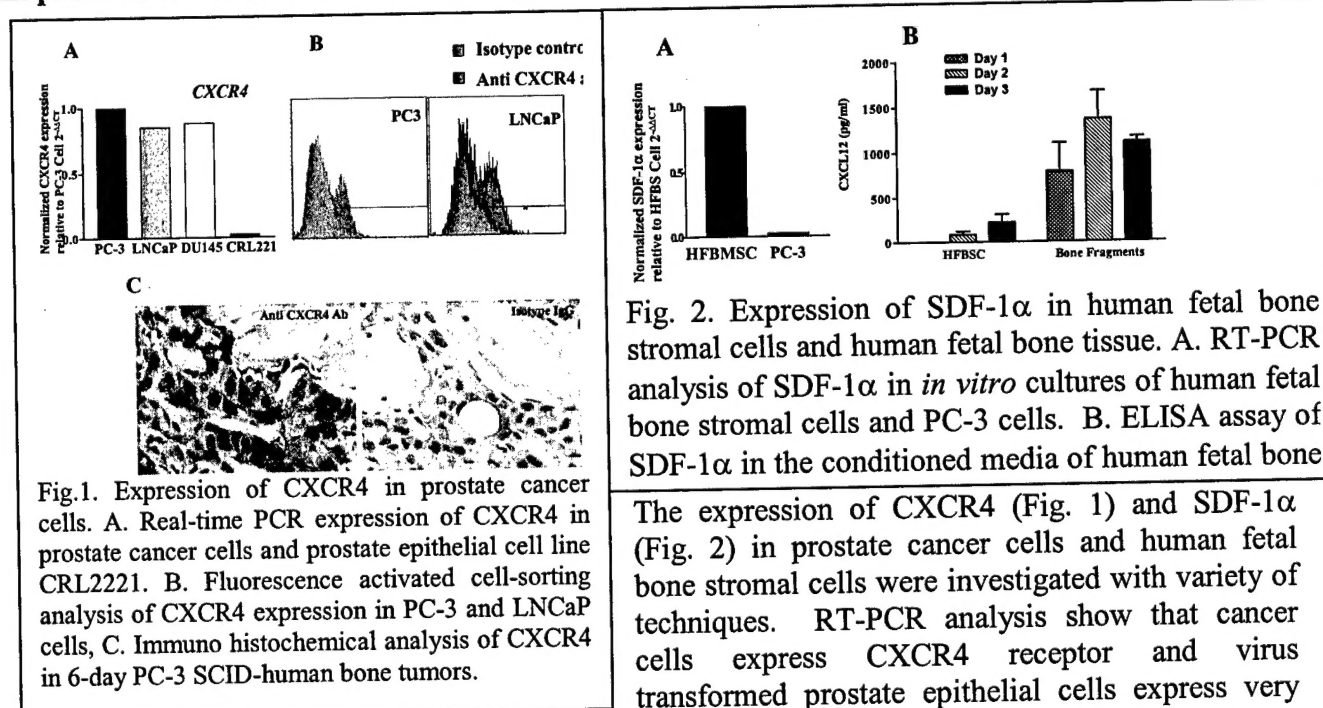 A
B
Isotype contrc
Anti CXCR4 :
CXCR4
Normalized CXCR4 expression
relative to PC-3 Cell 2-ΔΔCT
1.0
0.5
0.0
PC-3 LNCaP DU145 CRL221
PC3
LNCaP
C
Anti CXCR4 Ab
Isotype IgG
Fig.1. Expression of CXCR4 in prostate cancer
cells. A. Real-time PCR expression of CXCR4 in
prostate cancer cells and prostate epithelial cell line
CRL2221. B. Fluorescence activated cell-sorting
analysis of CXCR4 expression in PC-3 and LNCaP
cells, C. Immuno histochemical analysis of CXCR4
in 6-day PC-3 SCID-human bone tumors.
A
Normalized SDF-1α expression
relative to HFBS Cell 2-ΔΔCT
1.0
0.5
0.0
HFBMSC PC-3
B
Day 1
Day 2
Day 3
CXCL12 (pg/ml)
2000
1500
1000
500
0
HFBSC
Bone Fragments
Fig. 2. Expression of SDF-1α in human fetal bone
stromal cells and human fetal bone tissue. A. RT-PCR
analysis of SDF-1α in in vitro cultures of human fetal
bone stromal cells and PC-3 cells. B. ELISA assay of
SDF-1α in the conditioned media of human fetal bone
The expression of CXCR4 (Fig. 1) and SDF-1α
(Fig. 2) in prostate cancer cells and human fetal
bone stromal cells were investigated with variety of
techniques. RT-PCR analysis show that cancer
cells express CXCR4 receptor and virus
transformed prostate epithelial cells express very